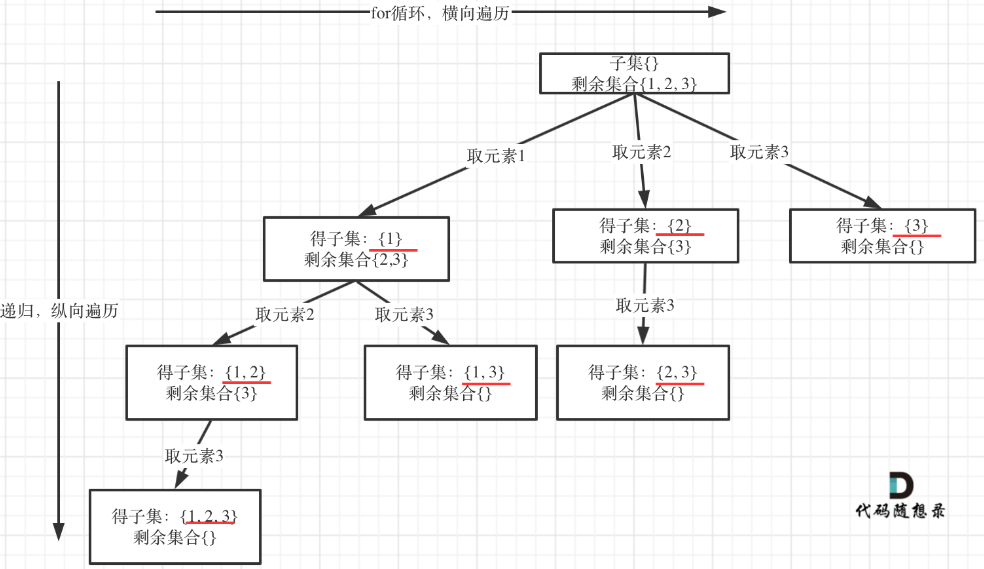 for循环，横向遍历
子集{}
剩余集合{1, 2, 3}
取元素1
取元素2
取元素3
得子集：{1}
剩余集合{2,3}
得子集：{2}
剩余集合{3}
得子集：{3}
剩余集合{}
递归，纵向遍历
取元素2
取元素3
取元素3
得子集：{1, 2}
剩余集合{3}
得子集：{1, 3}
剩余集合{}
得子集：{2, 3}
剩余集合{}
取元素3
得子集：{1, 2, 3}
剩余集合{}
代码随想录